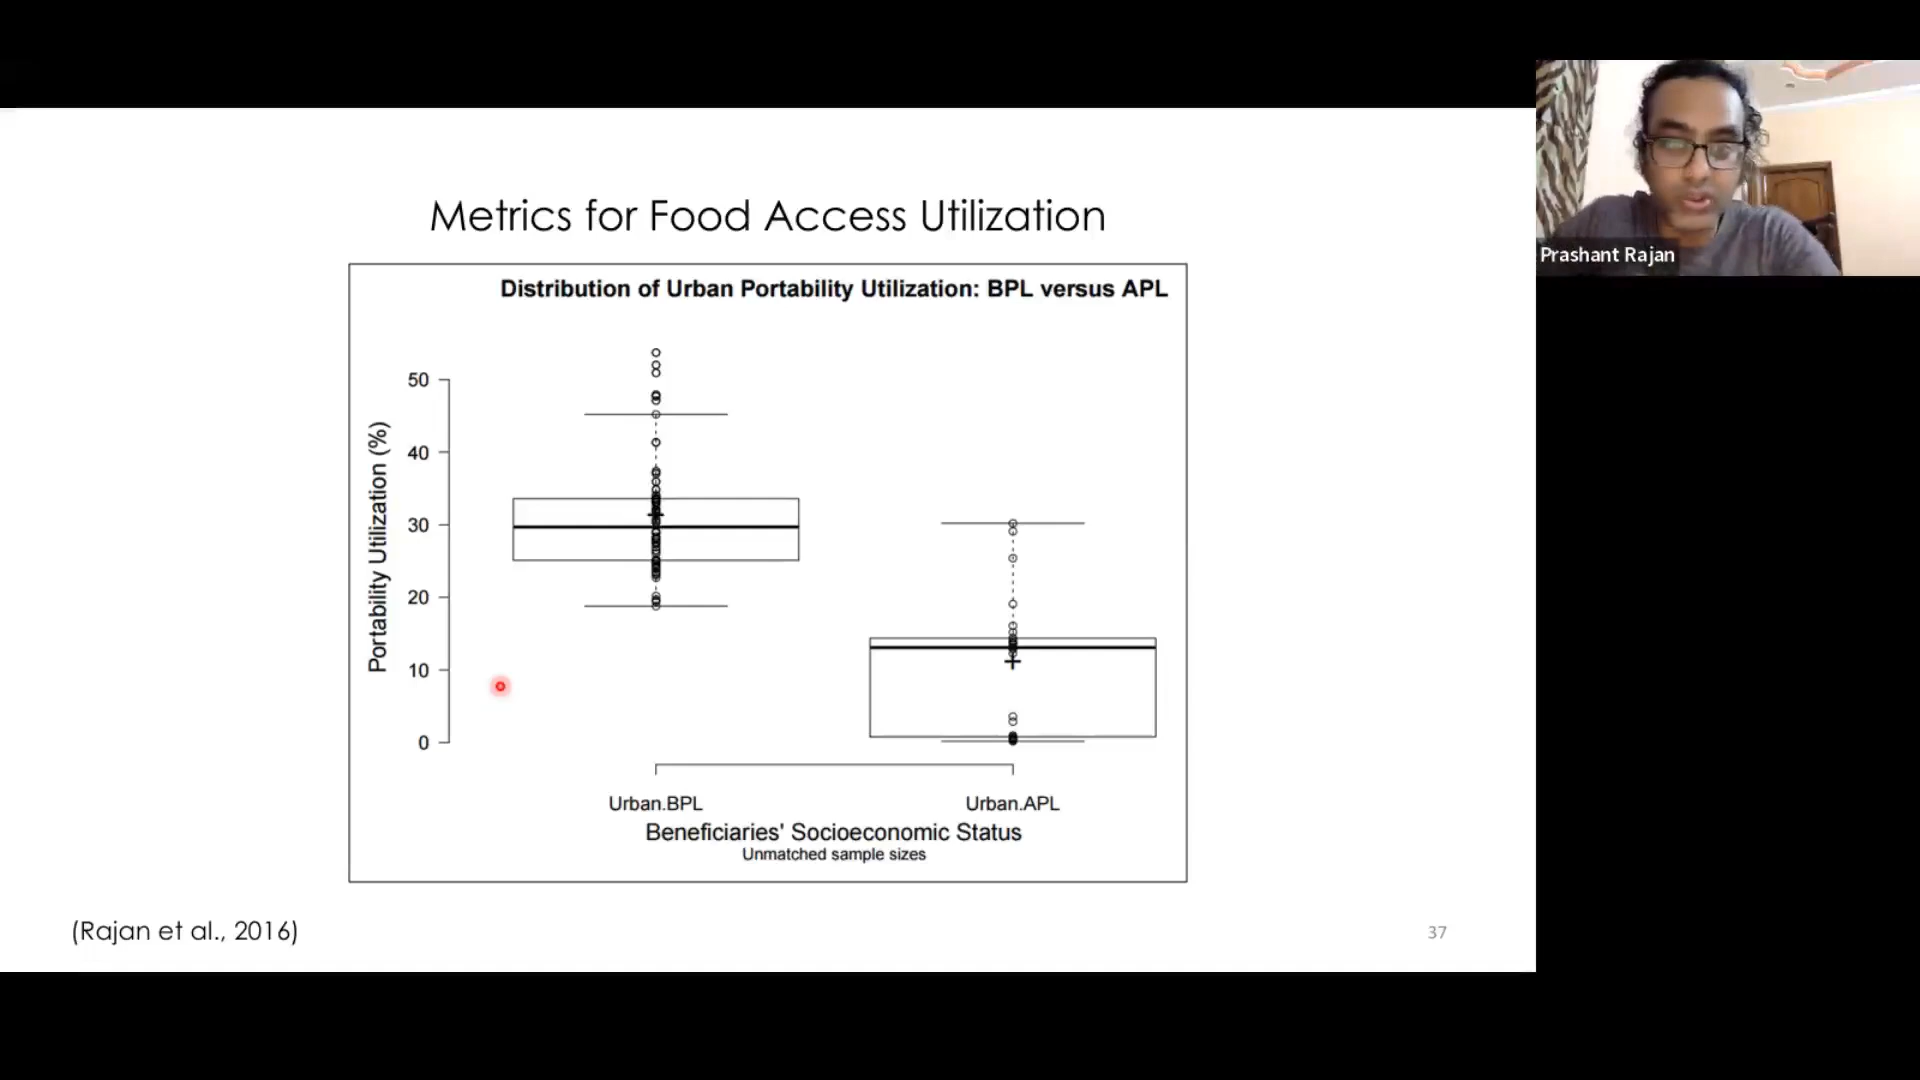 Metrics for Food Access Utilization
Distribution of Urban Portability Utilization: BPL versus APL
50
40
30
20
10
0
Portability Utilization (%)
Urban.BPL
Urban.APL
Beneficiaries' Socioeconomic Status
Unmatched sample sizes
(Rajan et al., 2016)
37
Prashant Rajan